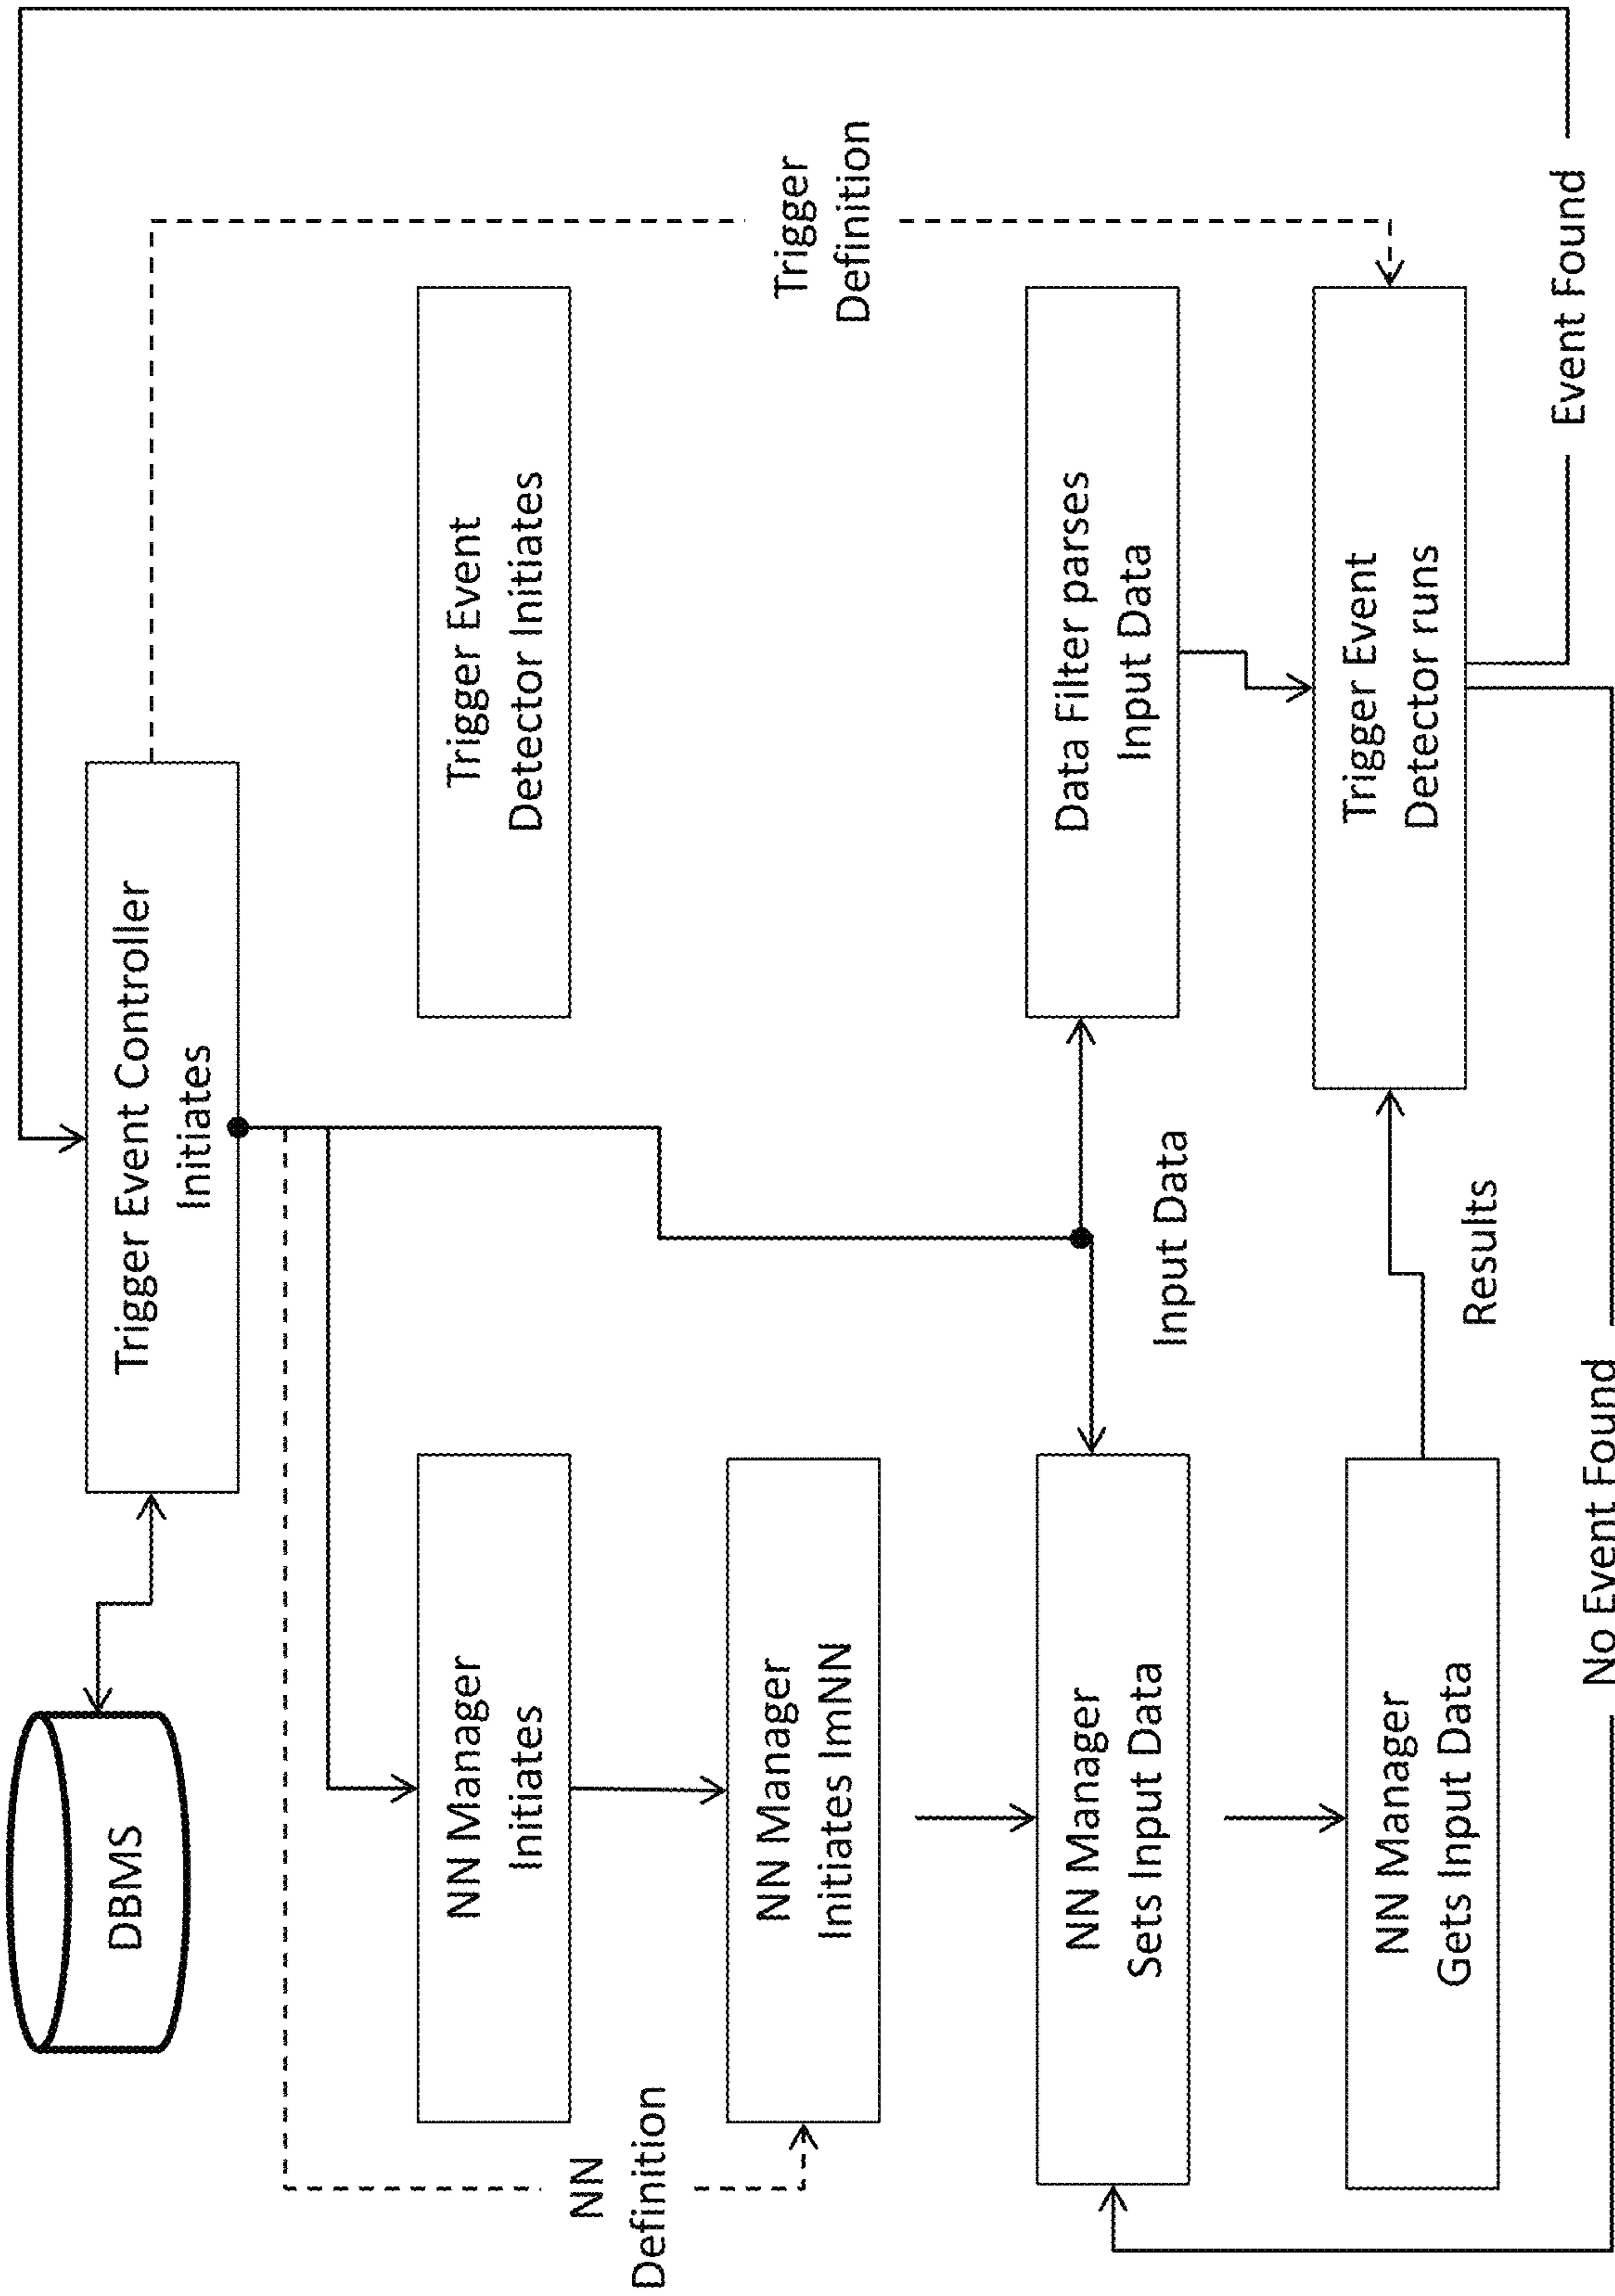 DBMS
Trigger Event Controller
Initiates
NN Manager
Initiates
Trigger Event
Detector Initiates
NN
Definition
NN Manager
Initiates ImNN
Trigger
Definition
NN Manager
Sets Input Data
Input Data
Data Filter parses
Input Data
NN Manager
Gets Input Data
Results
Trigger Event
Detector runs
No Event Found
Event Found